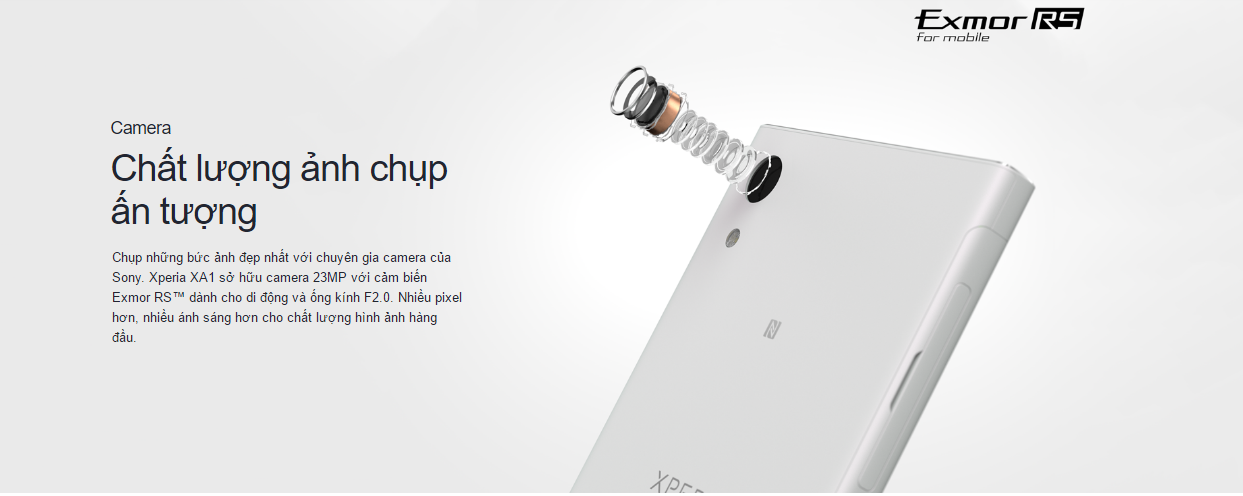 Exmor RS
for mobile
Camera
Chất lượng ảnh chụp
ấn tượng
Chụp những bức ảnh đẹp nhất với chuyên gia camera của
Sony. Xperia XA1 sở hữu camera 23MP với cảm biến
Exmor RS™ dành cho di động và ống kính F2.0. Nhiều pixel
hơn, nhiều ánh sáng hơn cho chất lượng hình ảnh hàng
đầu.